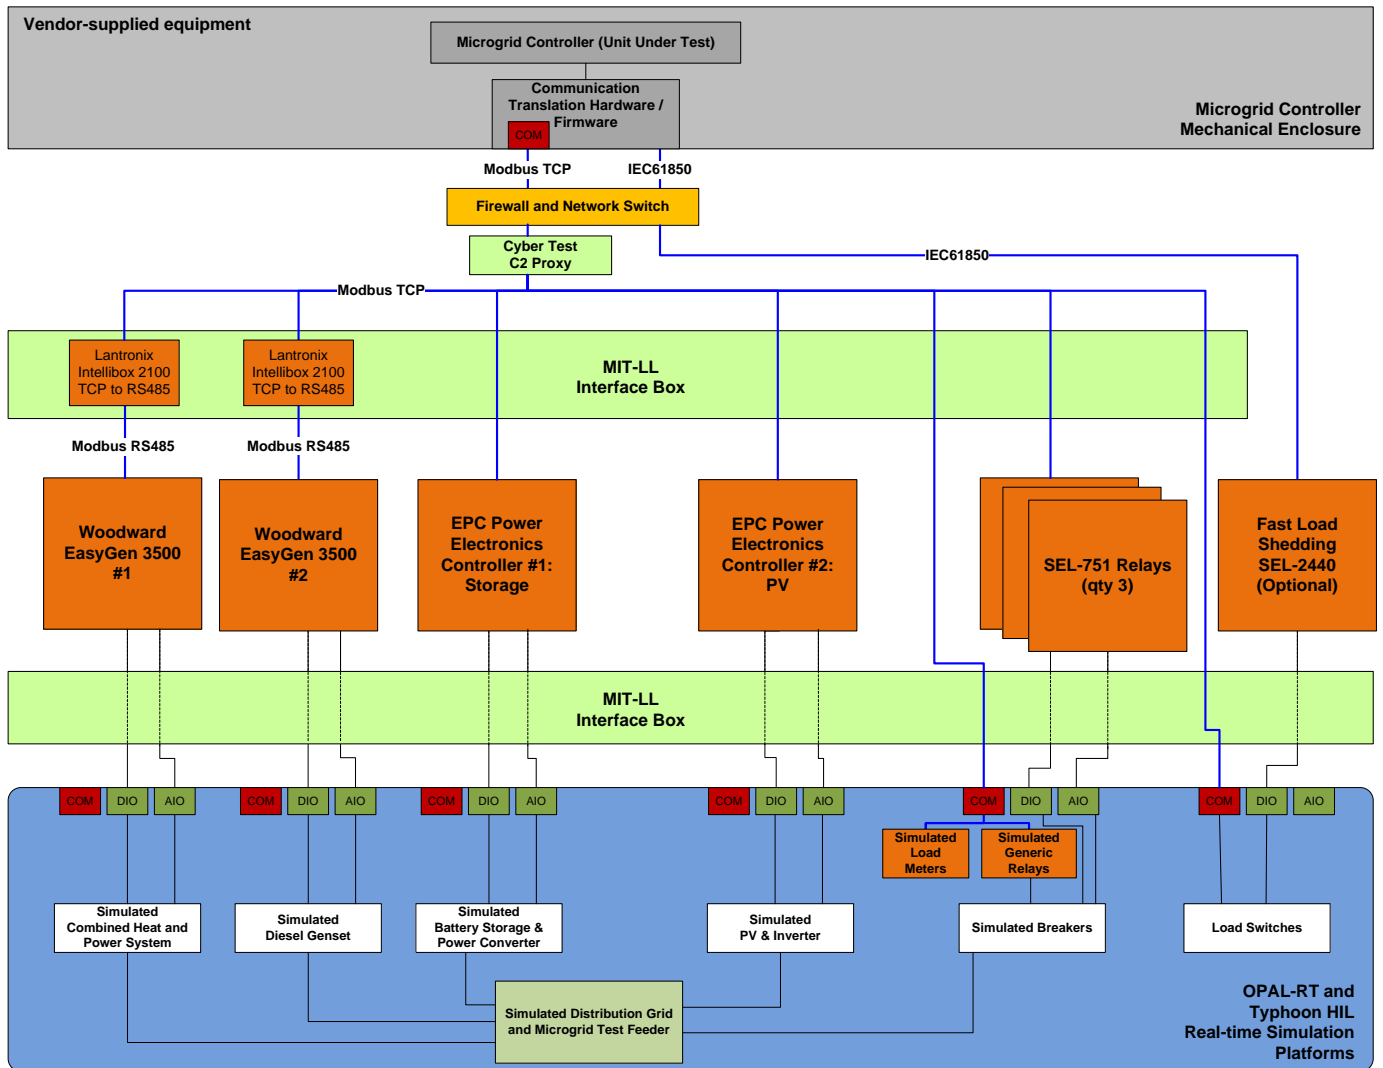 Vendor-supplied equipment
Microgrid Controller (Unit Under Test)
Communication
Translation Hardware /
Firmware
COM
Microgrid Controller
Mechanical Enclosure
Modbus TCP
IEC61850
Firewall and Network Switch
Cyber Test
C2 Proxy
IEC61850
Modbus TCP
Lantronix
Intellibox 2100
TCP to RS485
Lantronix
Intellibox 2100
TCP to RS485
MIT-LL
Interface Box
Modbus RS485
Modbus RS485
Woodward
EasyGen 3500
#1
Woodward
EasyGen 3500
#2
EPC Power
Electronics
Controller #1:
Storage
EPC Power
Electronics
Controller #2:
PV
SEL-751 Relays
(qty 3)
Fast Load
Shedding
SEL-2440
(Optional)
MIT-LL
Interface Box
COM
DIO
AIO
COM
DIO
AIO
COM
DIO
AIO
COM
DIO
AIO
COM
DIO
AIO
COM
DIO
AIO
Simulated
Load
Meters
Simulated
Generic
Relays
Simulated
Combined Heat and
Power System
Simulated
Diesel Genset
Simulated
Battery Storage &
Power Converter
Simulated
PV & Inverter
Simulated Breakers
Load Switches
Simulated Distribution Grid
and Microgrid Test Feeder
OPAL-RT and
Typhoon HIL
Real-time Simulation
Platforms